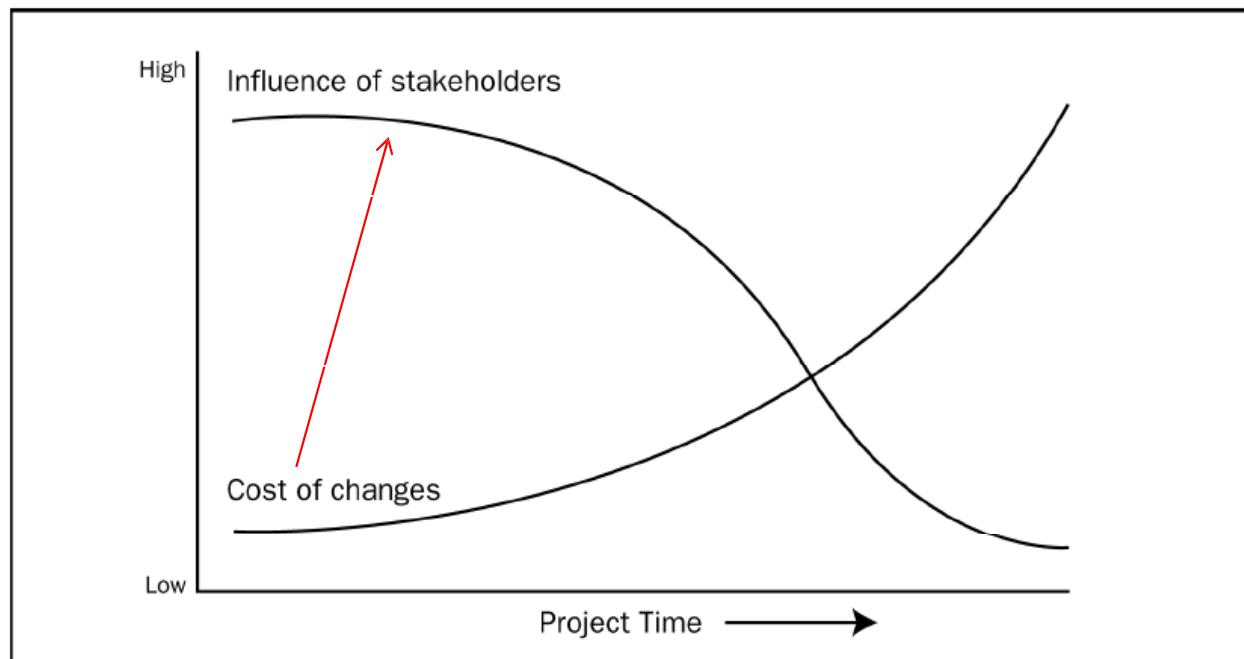 High
Influence of stakeholders
Cost of changes
Low
Project Time